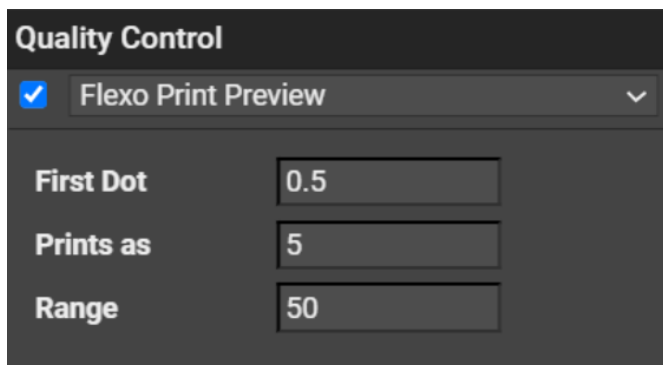 Quality Control
Flexo Print Preview
First Dot 0.5
Prints as 5
Range 50